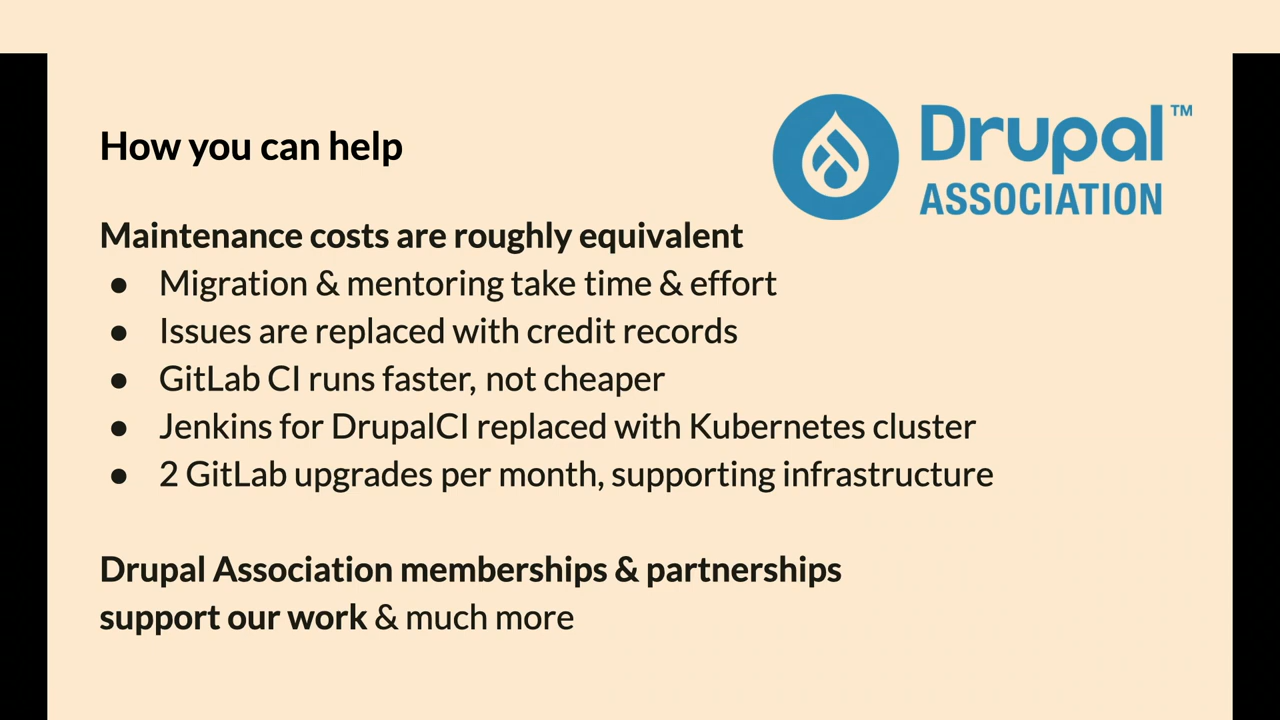 How you can help
Drupal™
ASSOCIATION
Maintenance costs are roughly equivalent
● Migration & mentoring take time & effort
● Issues are replaced with credit records
● GitLab CI runs faster, not cheaper
● Jenkins for DrupalCI replaced with Kubernetes cluster
● 2 GitLab upgrades per month, supporting infrastructure
Drupal Association memberships & partnerships
support our work & much more